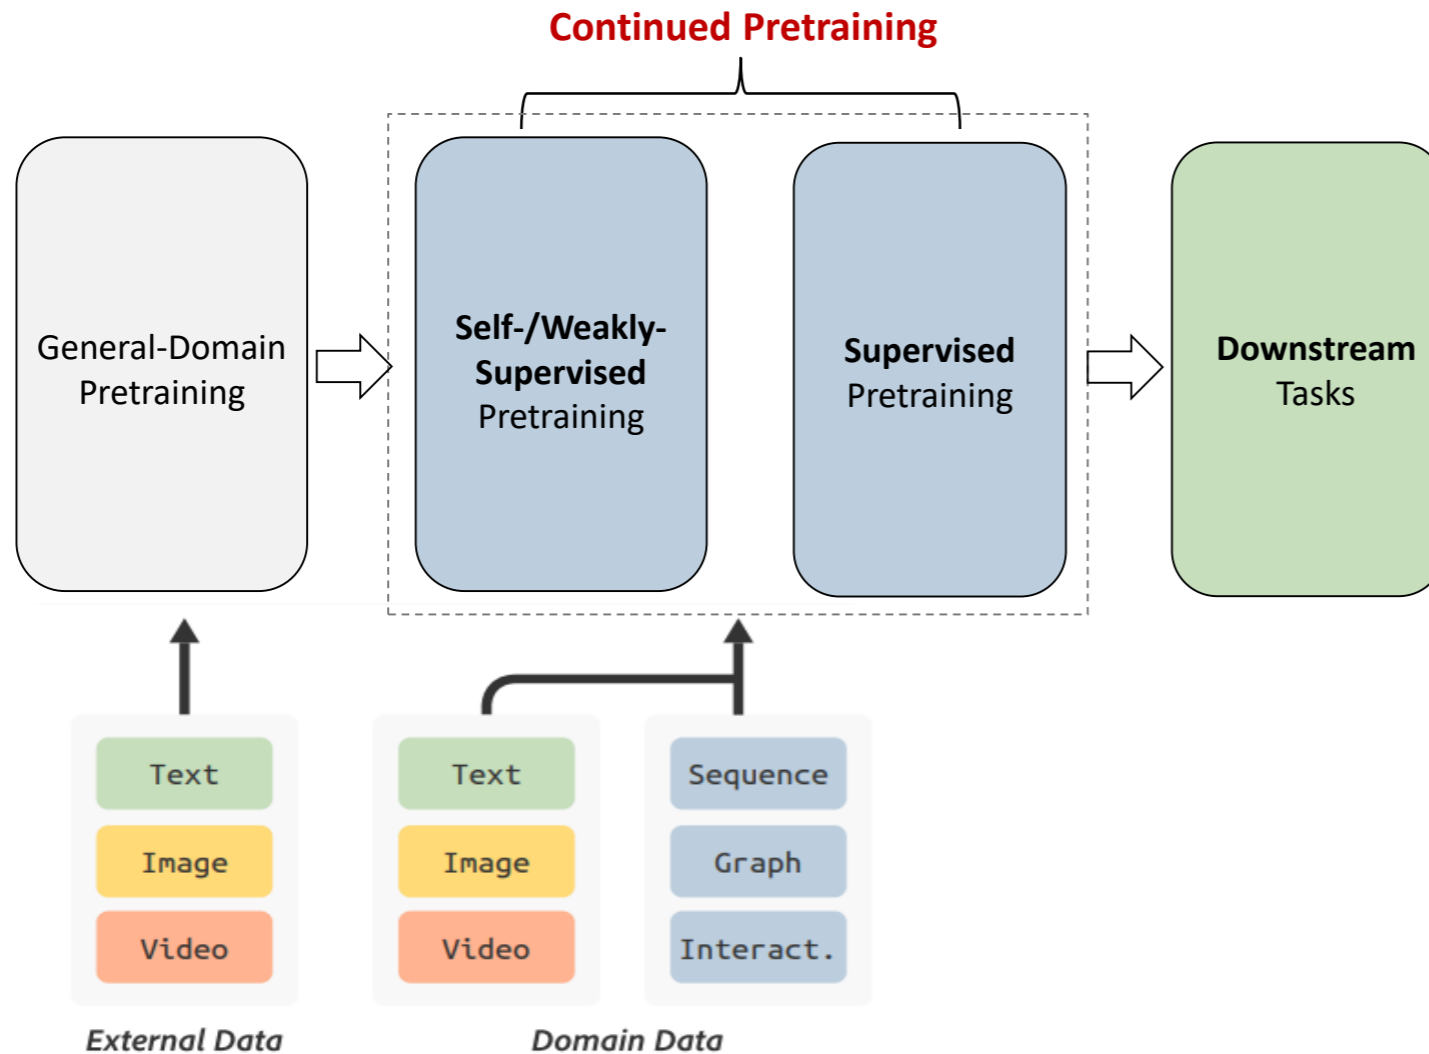 Continued Pretraining
General-Domain
Pretraining
Self-/Weakly-
Supervised
Pretraining
Supervised
Pretraining
Downstream
Tasks
Text
Image
Video
External Data
Text
Image
Video
Sequence
Graph
Interact.
Domain Data